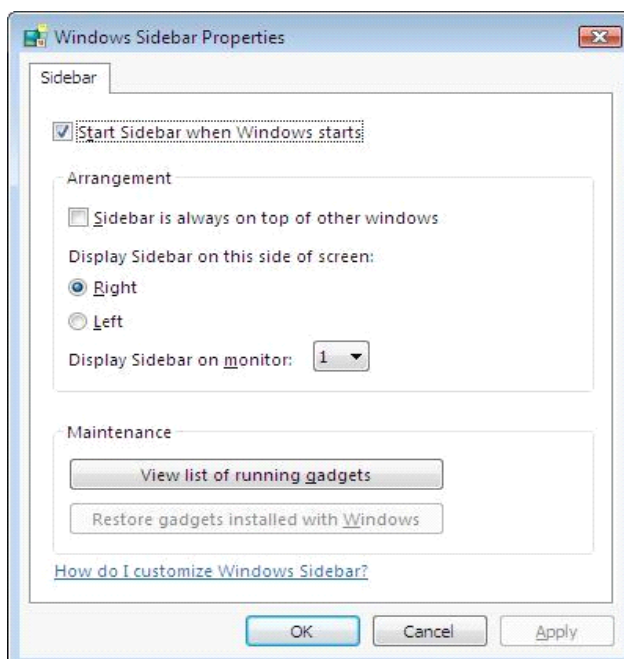 Windows Sidebar Properties
Sidebar
Start Sidebar when Windows starts
Arrangement
Sidebar is always on top of other windows
Display Sidebar on this side of screen:
Right
Left
Display Sidebar on monitor: 1
Maintenance
View list of running gadgets
Restore gadgets installed with Windows
How do I customize Windows Sidebar?
OK Cancel Apply